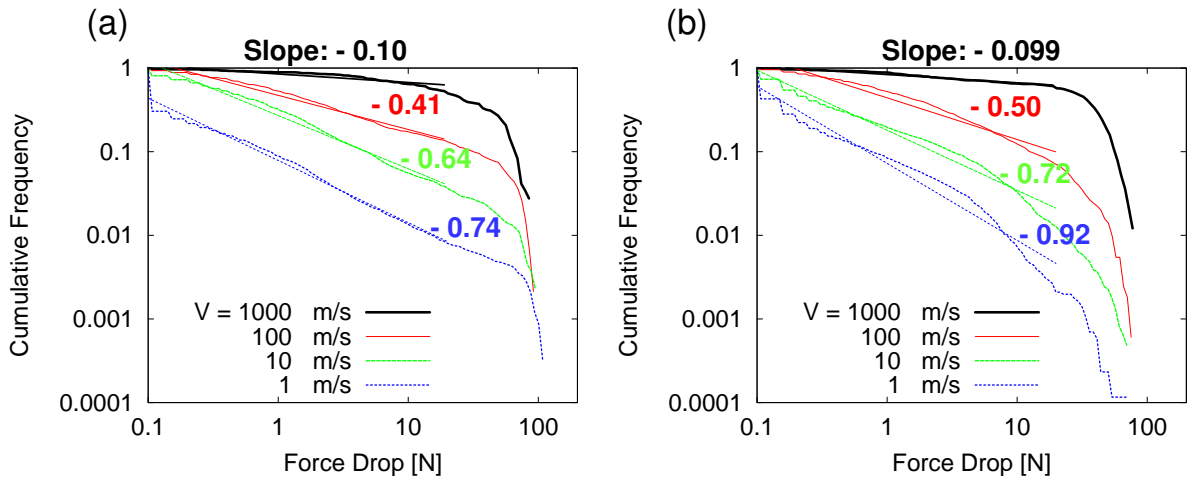 (a)
Slope: - 0.10
1
0.1
0.01
0.001
0.0001
Cumulative Frequency
- 0.41
- 0.64
- 0.74
V = 1000 m/s
100 m/s
10 m/s
1 m/s
0.1 1 10 100
Force Drop [N]
(b)
Slope: - 0.099
1
0.1
0.01
0.001
0.0001
Cumulative Frequency
- 0.50
- 0.72
- 0.92
V = 1000 m/s
100 m/s
10 m/s
1 m/s
0.1 1 10 100
Force Drop [N]